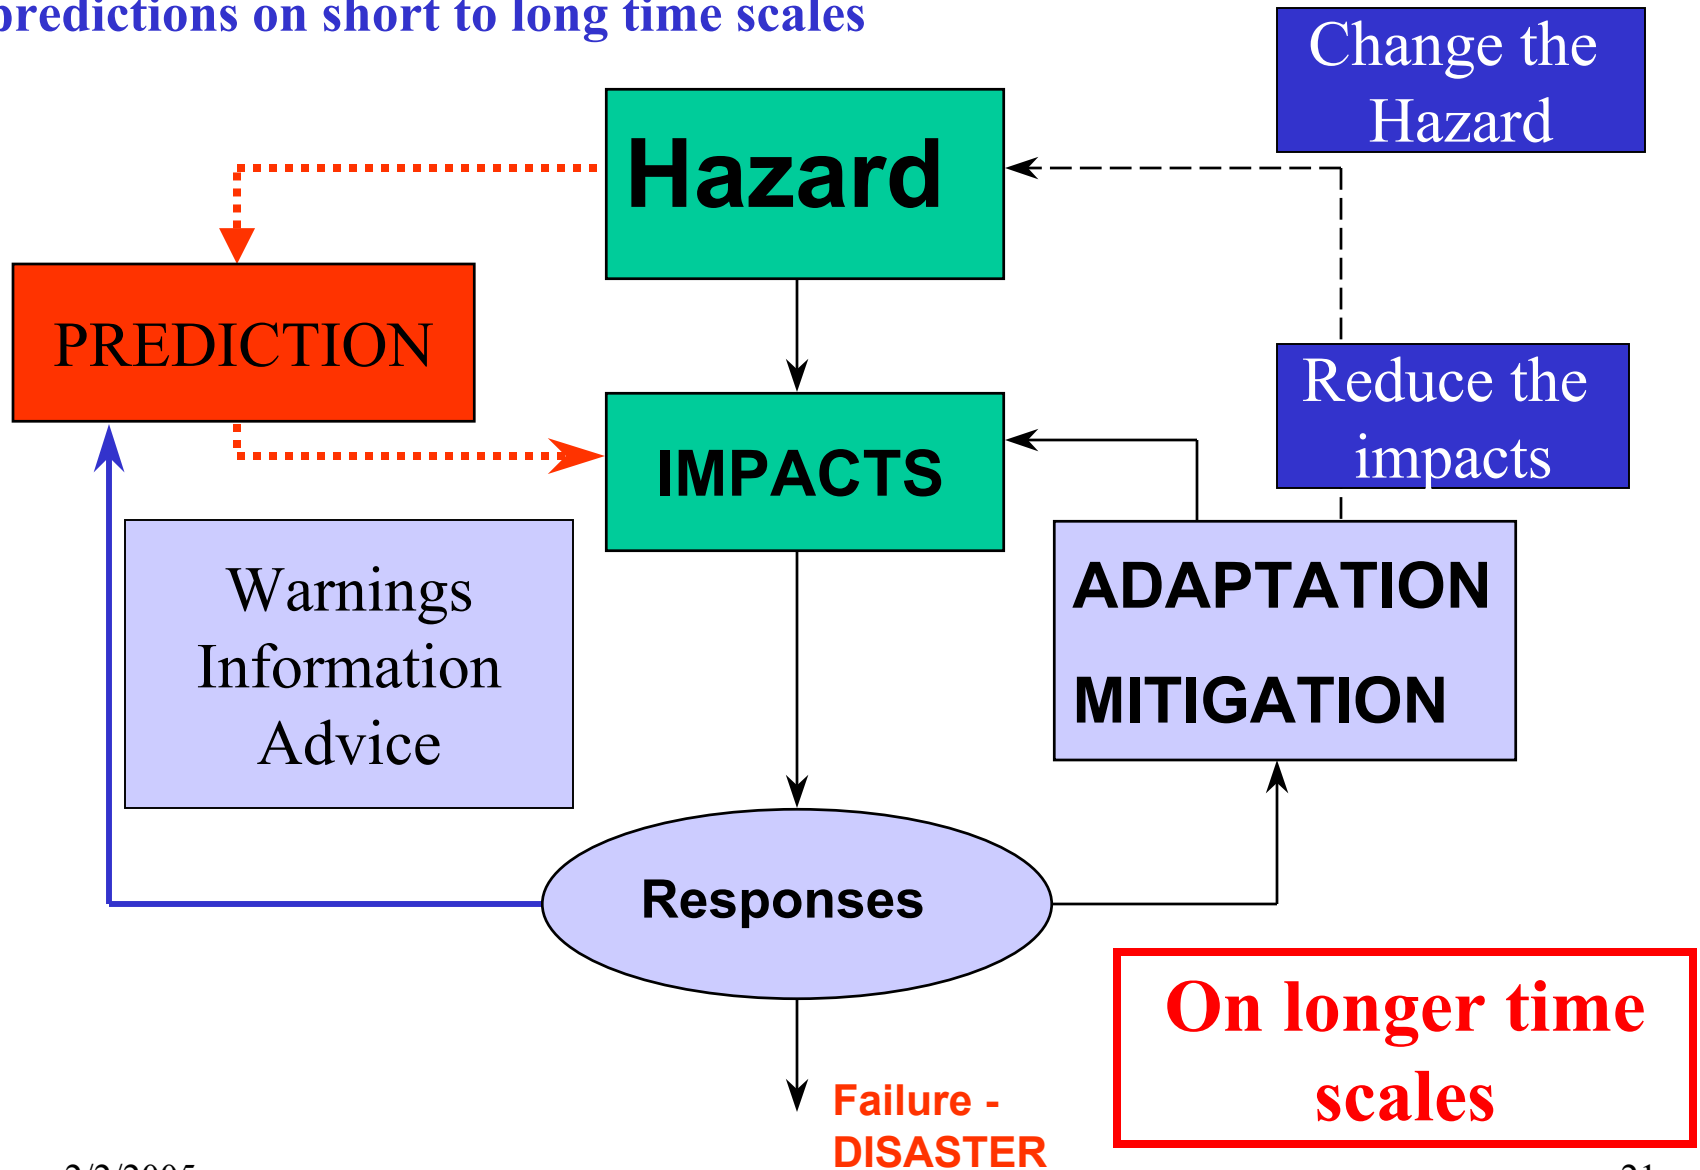 predictions on short to long time scales
Change the
Hazard
Hazard
PREDICTION
Reduce the
impacts
IMPACTS
Warnings
Information
Advice
ADAPTATION
MITIGATION
Responses
On longer time
scales
Failure -
DISASTER